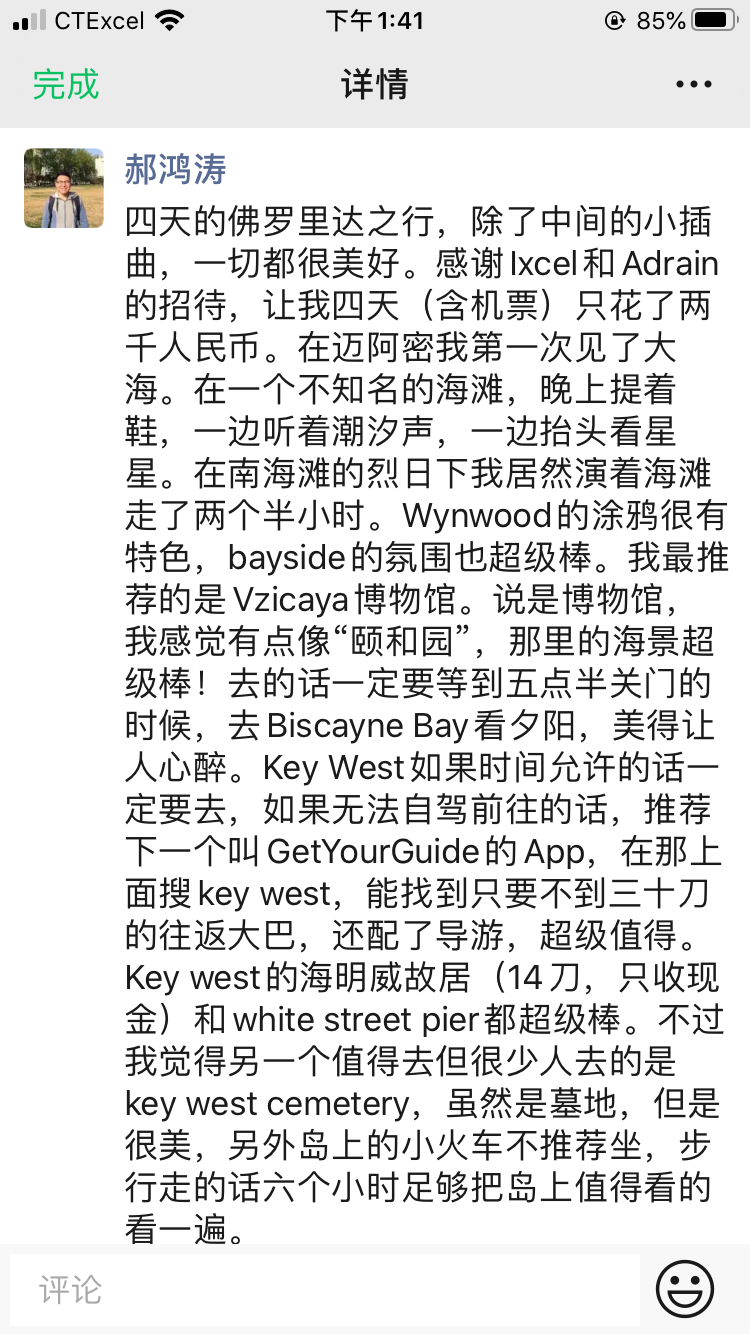 CTExcel 下午1:41 85%
完成 详情
郝鸿涛
四天的佛罗里达之行，除了中间的小插
曲，一切都很美好。感谢Ixcel和Adrain
的招待，让我四天（含机票）只花了两
千人民币。在迈阿密我第一次见了大
海。在一个不知名的海滩，晚上提着
鞋，一边听着潮汐声，一边抬头看星
星。在南海滩的烈日下我居然演着海滩
走了两个半小时。Wynwood的涂鸦很有
特色，bayside的氛围也超级棒。我最推
荐的是Vzicaya博物馆。说是博物馆，
我感觉有点像“颐和园”，那里的海景超
级棒！去的话一定要等到五点半关门的
时候，去Biscayne Bay看夕阳，美得让
人心醉。Key West如果时间允许的话一
定要去，如果无法自驾前往的话，推荐
下一个叫GetYourGuide的App，在那上
面搜key west，能找到只要不到三十刀
的往返大巴，还配了导游，超级值得。
Key west的海明威故居（14刀，只收现
金）和white street pier都超级棒。不过
我觉得另一个值得去但很少人去的是
key west cemetery，虽然是墓地，但是
很美，另外岛上的小火车不推荐坐，步
行走的话六个小时足够把岛上值得看的
看一遍。
评论